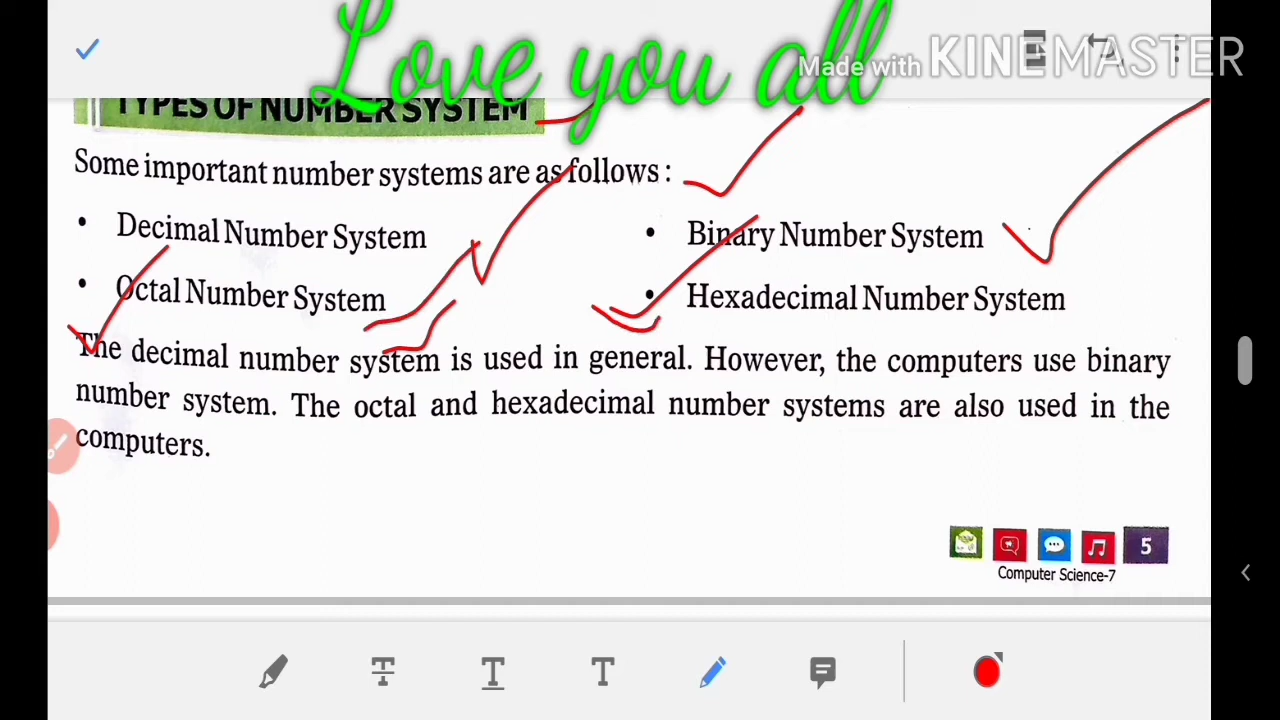 Love you all
Made with KINEMASTER
TYPES OF NUMBER SYSTEM
Some important number systems are as follows :
• Decimal Number System
• Binary Number System
• Octal Number System
• Hexadecimal Number System
The decimal number system is used in general. However, the computers use binary
number system. The octal and hexadecimal number systems are also used in the
computers.
5
Computer Science-7
T
T
T